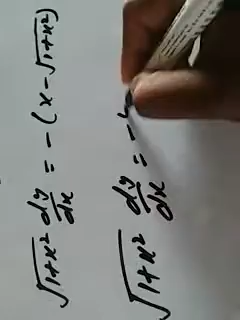 √1+x² dy/dx = -(x-√1+x²)
√1+x² dy/dx = -